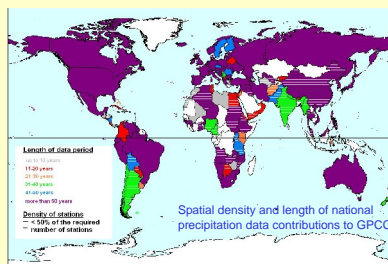 Length of data period
up to 10 years
11-20 years
21-30 years
31-40 years
41-50 years
more than 50 years
Density of stations
< 50% of the required
number of stations
Spatial density and length of national
precipitation data contributions to GPCC